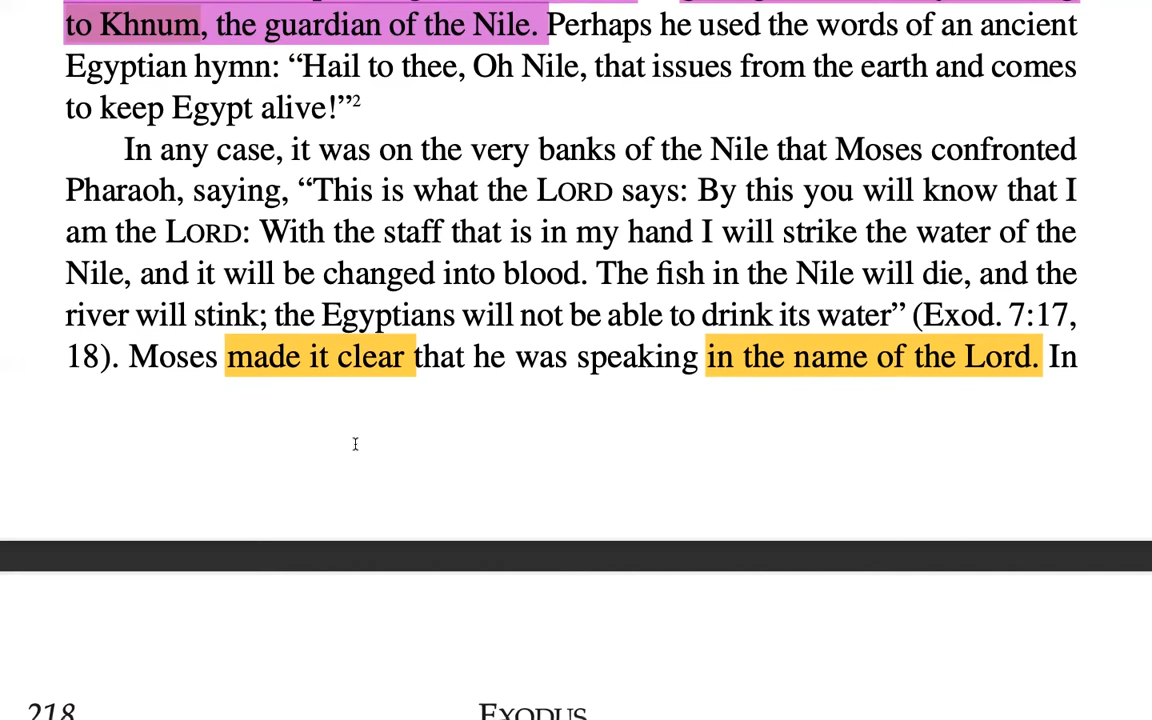 to Khnum, the guardian of the Nile. Perhaps he used the words of an ancient
Egyptian hymn: “Hail to thee, Oh Nile, that issues from the earth and comes
to keep Egypt alive!”²
In any case, it was on the very banks of the Nile that Moses confronted
Pharaoh, saying, “This is what the LORD says: By this you will know that I
am the LORD: With the staff that is in my hand I will strike the water of the
Nile, and it will be changed into blood. The fish in the Nile will die, and the
river will stink; the Egyptians will not be able to drink its water” (Exod. 7:17,
18). Moses made it clear that he was speaking in the name of the Lord. In
218 EXODUS